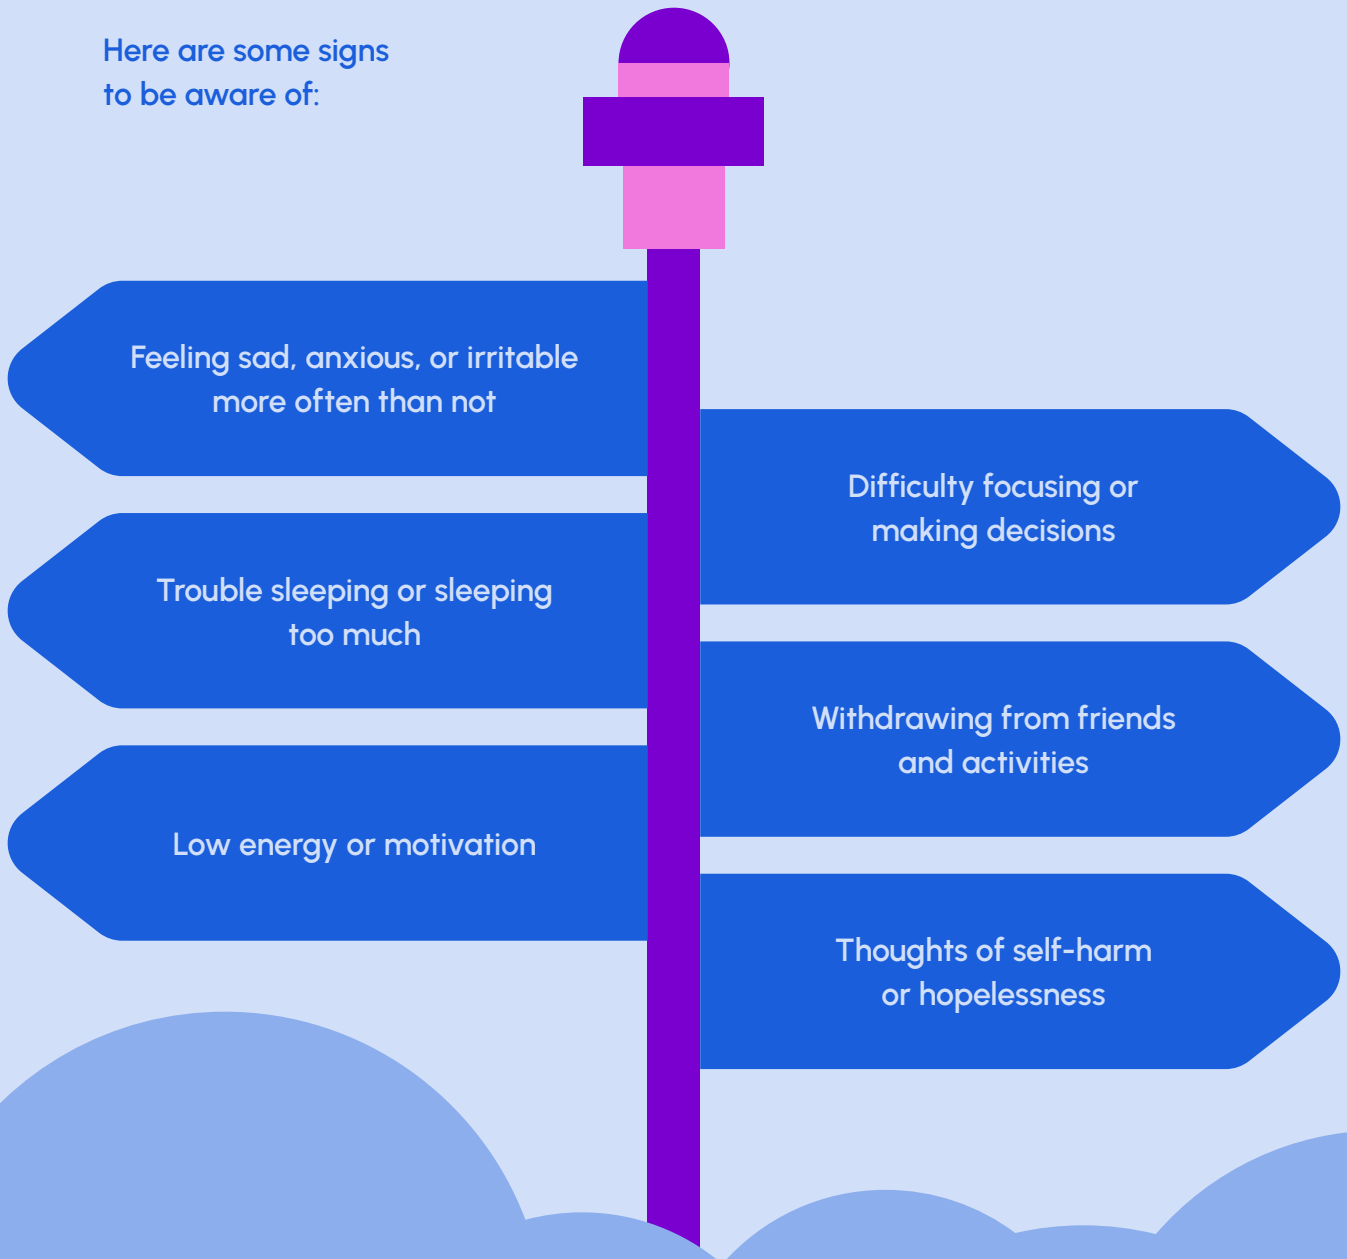 Here are some signs
to be aware of:
Feeling sad, anxious, or irritable
more often than not
Difficulty focusing or
making decisions
Trouble sleeping or sleeping
too much
Withdrawing from friends
and activities
Low energy or motivation
Thoughts of self-harm
or hopelessness